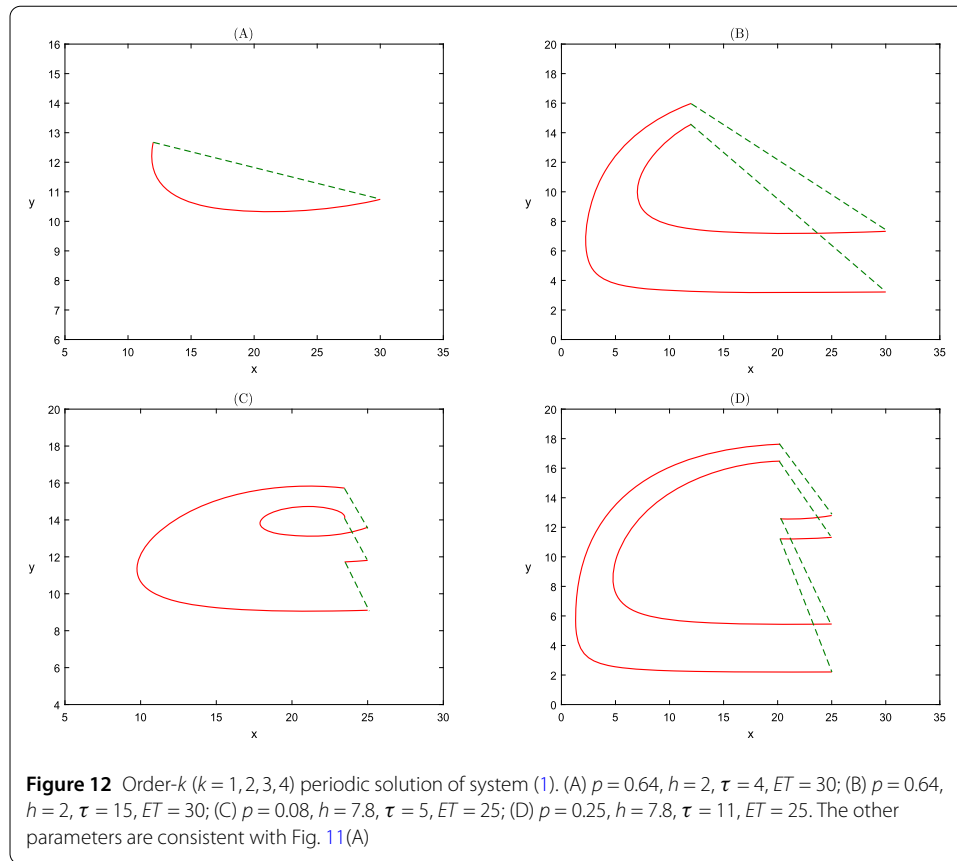 (A)
16
15
14
13
12
11
10
9
8
7
6
y
5 10 15 20 25 30 35
x
(B)
20
18
16
14
12
10
8
6
4
2
0
y
0 5 10 15 20 25 30 35
x
(C)
20
18
16
14
12
10
8
6
4
y
5 10 15 20 25 30
x
(D)
20
18
16
14
12
10
8
6
4
2
0
y
0 5 10 15 20 25 30 35
x
Figure 12 Order-k (k = 1, 2, 3, 4) periodic solution of system (1). (A) p = 0.64, h = 2, τ = 4, ET = 30; (B) p = 0.64,
h = 2, τ = 15, ET = 30; (C) p = 0.08, h = 7.8, τ = 5, ET = 25; (D) p = 0.25, h = 7.8, τ = 11, ET = 25. The other
parameters are consistent with Fig. 11(A)